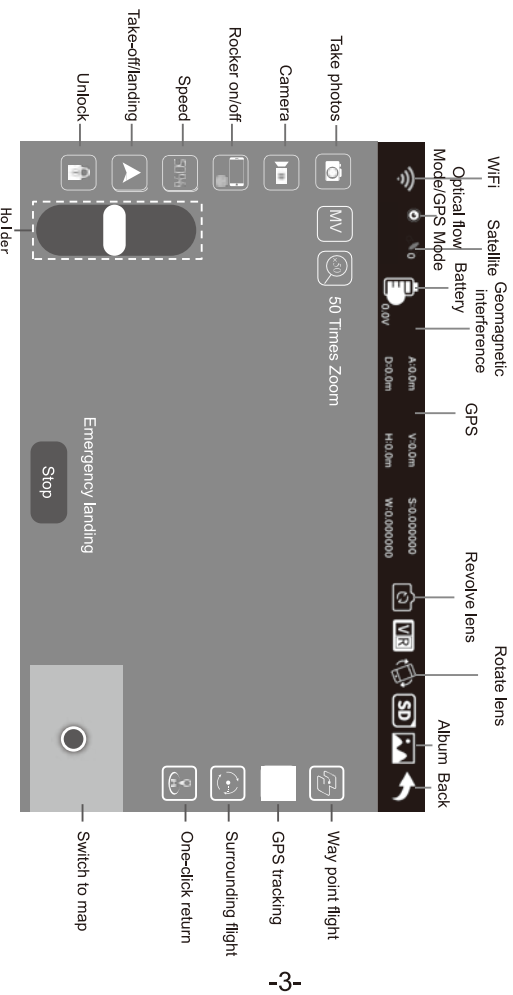 WiFi
Optical flow
Mode/GPS Mode
Satellite
Battery
Geomagnetic
interference
GPS
Revolve lens
Rotate lens
Album
Back
0
0.0V
A:0.0m
D:0.0m
V:0.0m
H:0.0m
S:0.000000
W:0.000000
VR
SD
Take photos
Camera
Rocker on/off
Speed
Take-off/landing
Unlock
MV
x50
50 Times Zoom
50%
Holder
Emergency landing
Stop
Way point flight
GPS tracking
Surrounding flight
One-click return
H
Switch to map
-3-